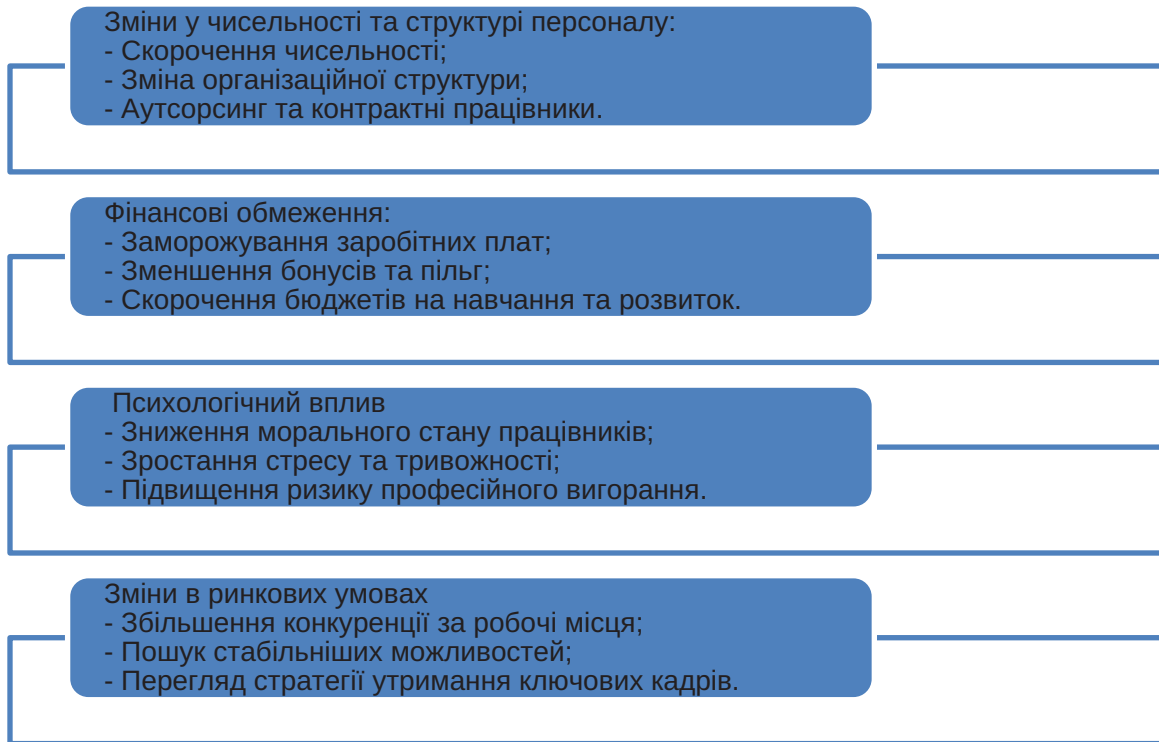 Зміни у чисельності та структурі персоналу:
- Скорочення чисельності;
- Зміна організаційної структури;
- Аутсорсинг та контрактні працівники.
Фінансові обмеження:
- Заморожування заробітних плат;
- Зменшення бонусів та пільг;
- Скорочення бюджетів на навчання та розвиток.
Психологічний вплив
- Зниження морального стану працівників;
- Зростання стресу та тривожності;
- Підвищення ризику професійного вигорання.
Зміни в ринкових умовах
- Збільшення конкуренції за робочі місця;
- Пошук стабільніших можливостей;
- Перегляд стратегії утримання ключових кадрів.